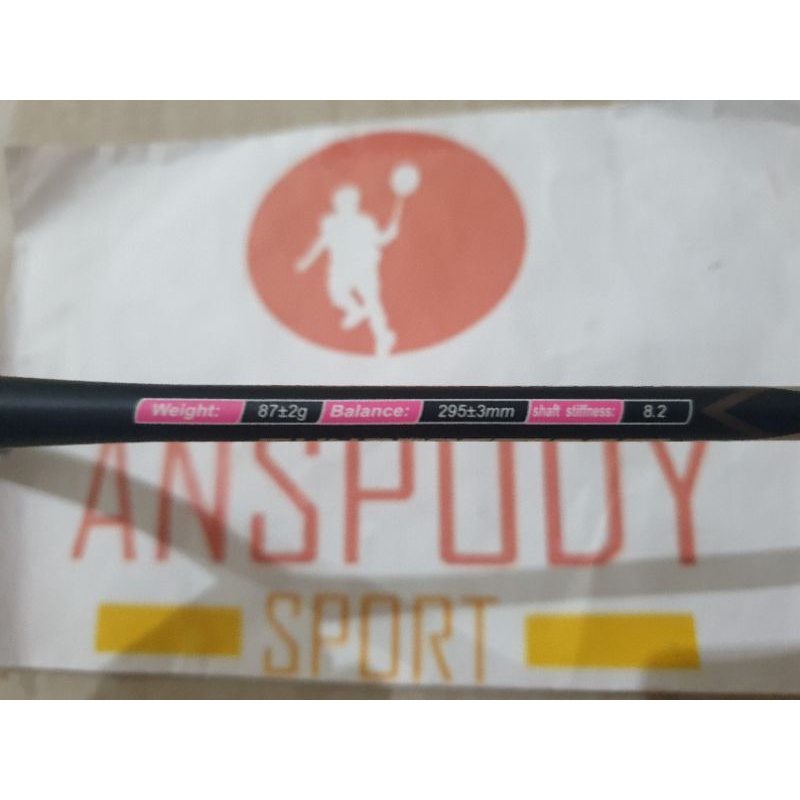 Weight: 87±2g Balance: 295±3mm shaft stiffness: 8.2
ANSPODY
SPORT